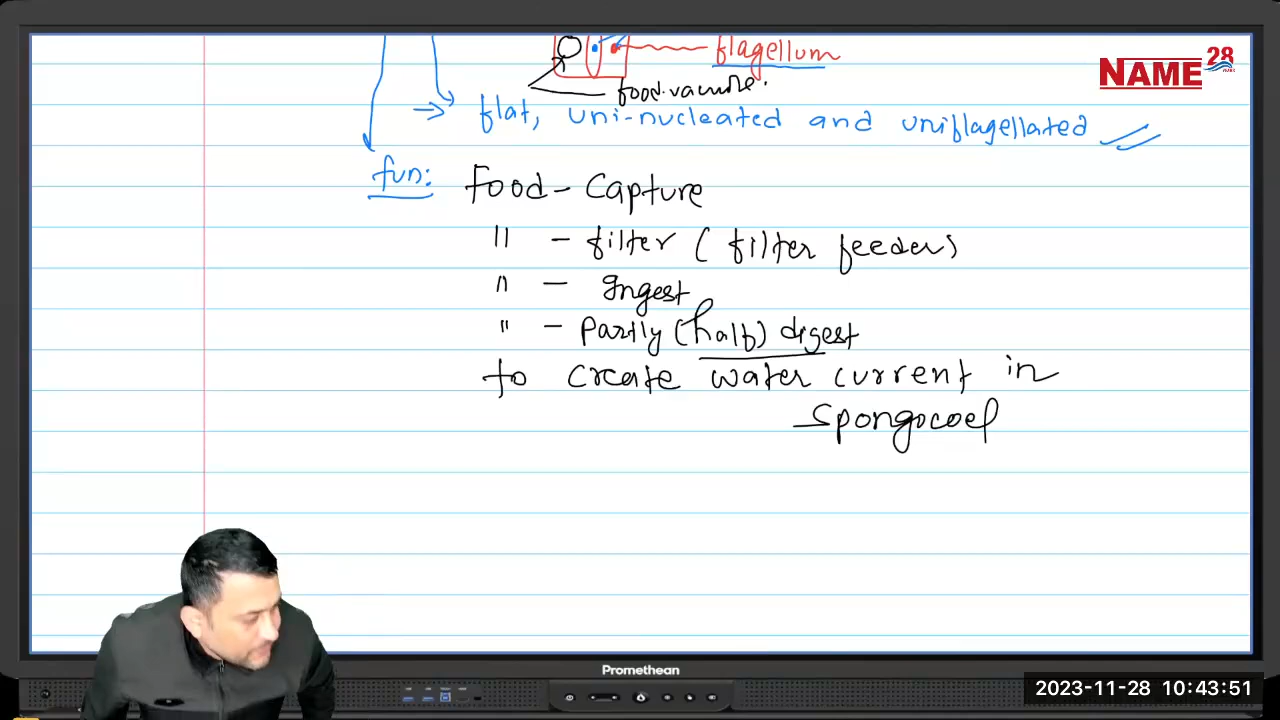 flagellum
NAME 28
YEARS
food vacuole.
→ flat, uni-nucleated and uniflagellated
fun: Food - Capture
" - filter (filter feeders)
" - Ingest
" - Partly (half) digest
to create water current in
Spongocoel
Promethean
2023-11-28 10:43:51